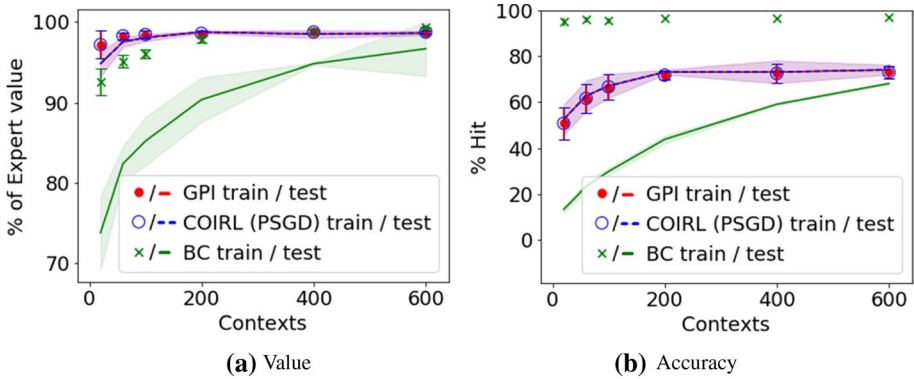 % of Expert value
100
90
80
70
0
200
400
600
Contexts
GPI train / test
COIRL (PSGD) train / test
BC train / test
(a) Value
% Hit
100
80
60
40
20
0
0
200
400
600
Contexts
GPI train / test
COIRL (PSGD) train / test
BC train / test
(b) Accuracy